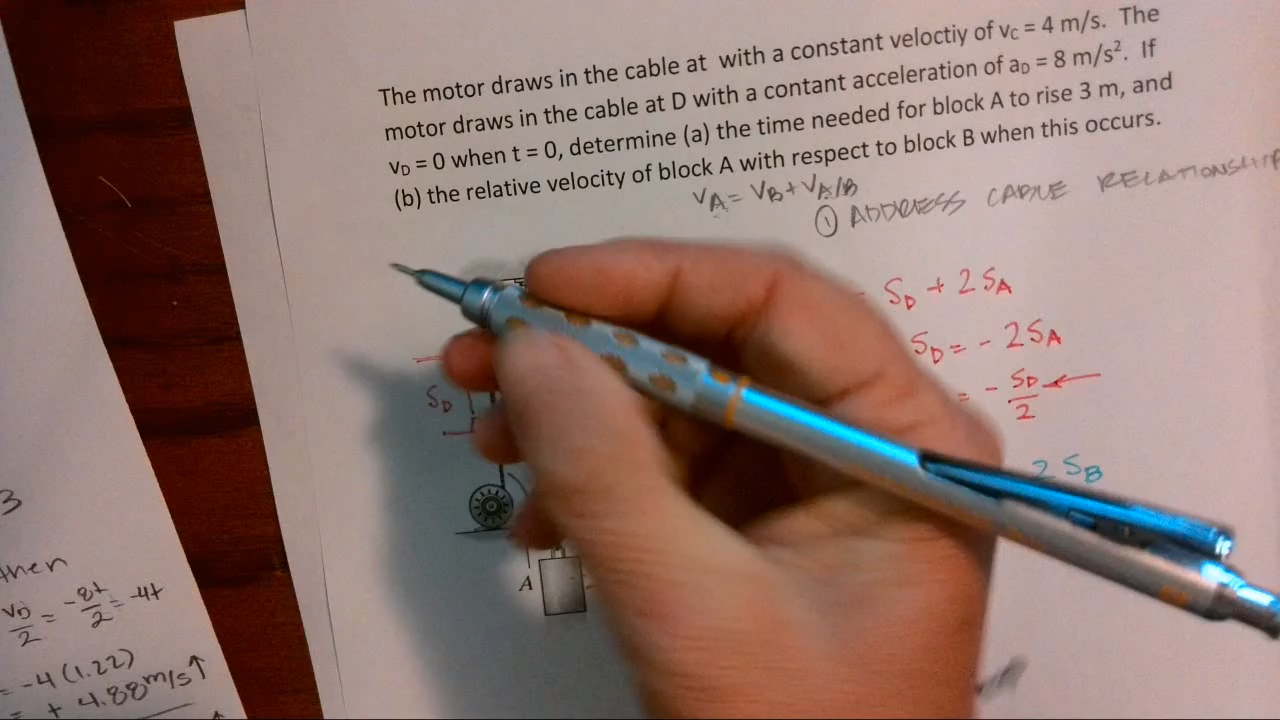 The motor draws in the cable at with a constant veloctiy of vC = 4 m/s. The
motor draws in the cable at D with a contant acceleration of aD = 8 m/s². If
vD = 0 when t = 0, determine (a) the time needed for block A to rise 3 m, and
(b) the relative velocity of block A with respect to block B when this occurs.
VA = VB + VA/B
① ADDRESS CABLE RELATIONSHIP
SD + 2SA
SD = - 2SA
= - SD/2
2 SB
SD
A
3
then
VD/2 = -8t/2 = -4t
= -4(1.22)
= + 4.88 m/s ↑